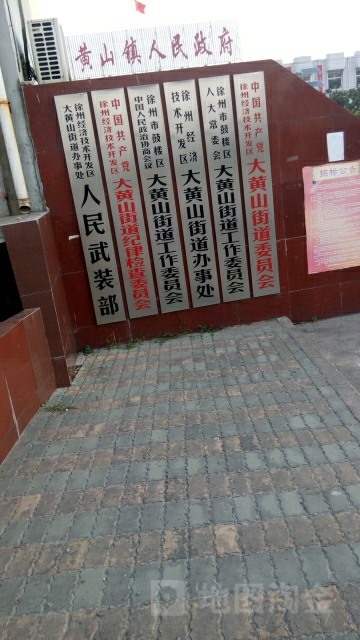 黄山镇人民政府
徐州经济技术开发区
大黄山街道办事处
人民武装部
中国共产党
徐州经济技术开发区
大黄山街道纪律检查委员会
徐州市鼓楼区
中国人民政治协商会议
大黄山街道工作委员会
徐州经济
技术开发区
大黄山街道办事处
徐州市鼓楼区
人大常委会
大黄山街道工作委员会
中国共产党
徐州经济技术开发区
大黄山街道委员会
地图淘金